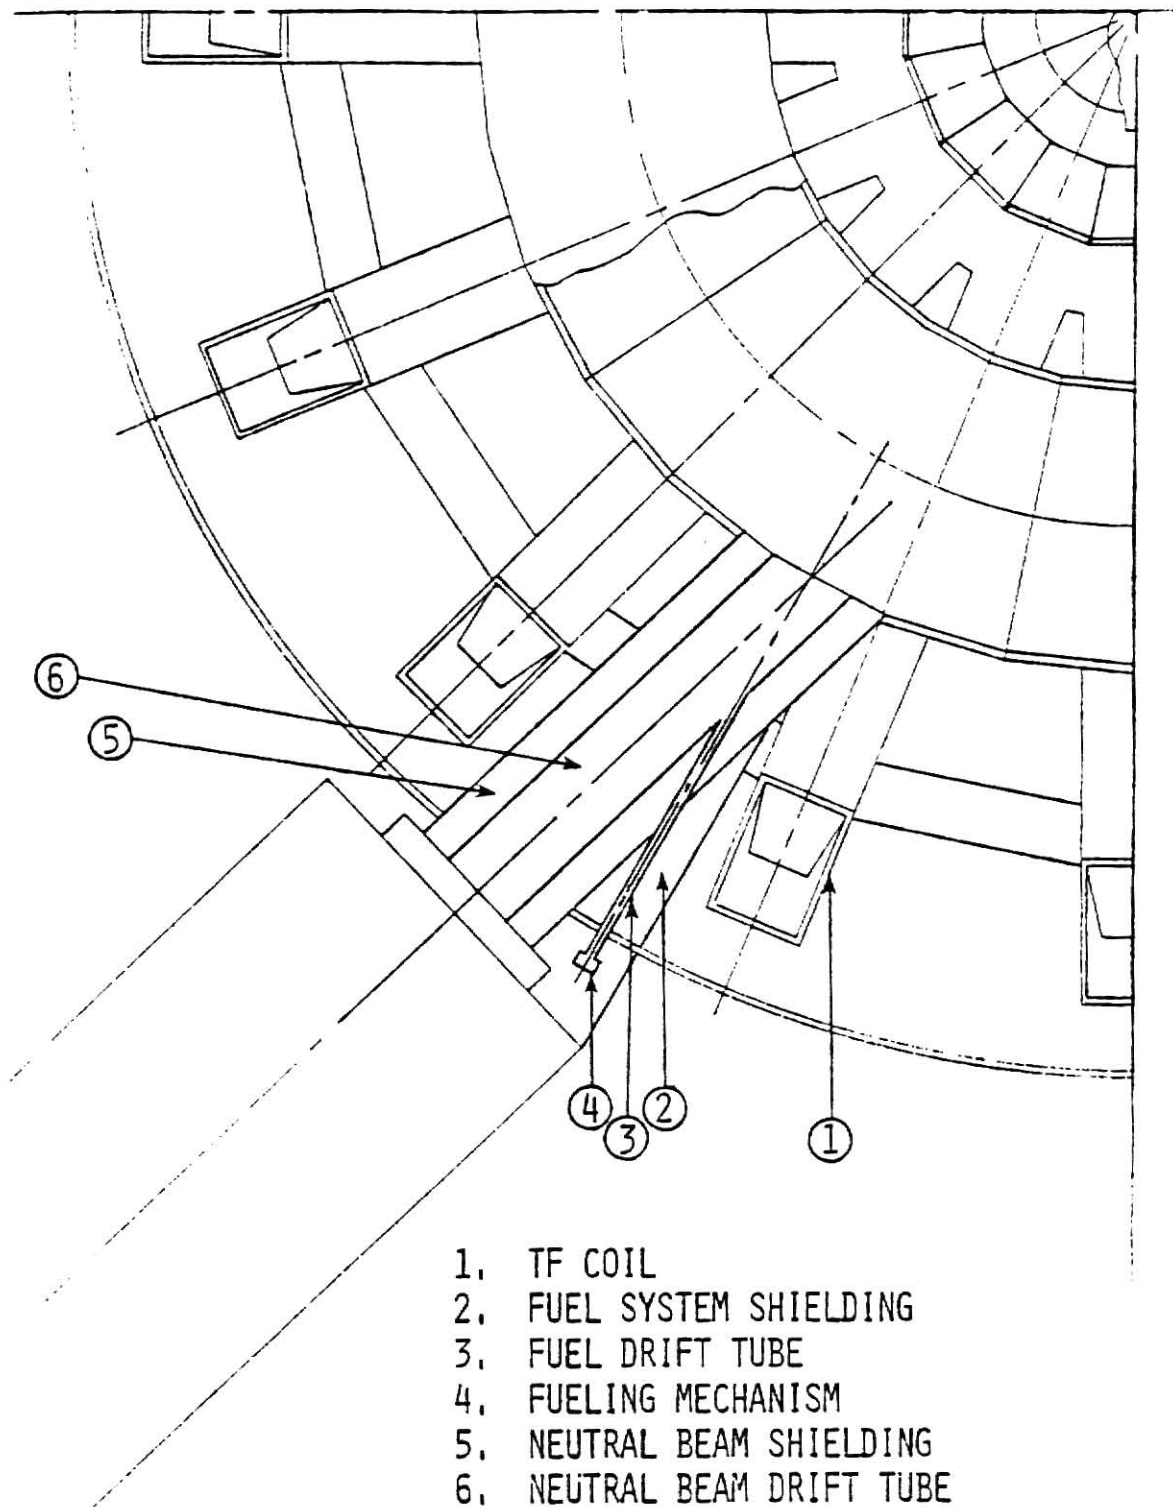 6
5
4
3
2
1
1. TF COIL
2. FUEL SYSTEM SHIELDING
3. FUEL DRIFT TUBE
4. FUELING MECHANISM
5. NEUTRAL BEAM SHIELDING
6. NEUTRAL BEAM DRIFT TUBE